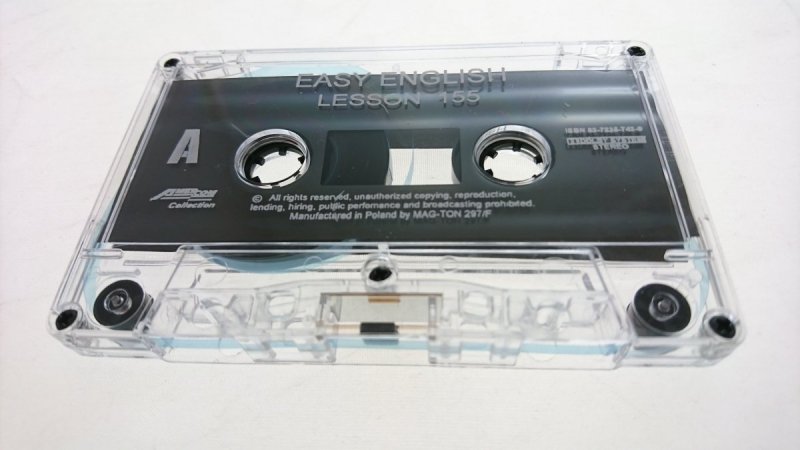 EASY ENGLISH
LESSON 155
A
STEREO
Collection
© All rights reserved, unauthorized copying, reproduction,
lending, hiring, public perfomance and broadcasting prohibited.
Manufactured in Poland by MAG-TON 297/F